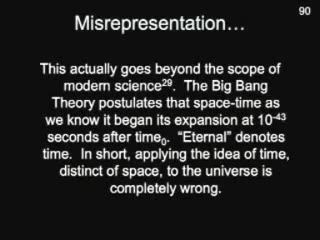 90
Misrepresentation…
This actually goes beyond the scope of
modern science29. The Big Bang
Theory postulates that space-time as
we know it began its expansion at 10-43
seconds after time0. “Eternal” denotes
time. In short, applying the idea of time,
distinct of space, to the universe is
completely wrong.